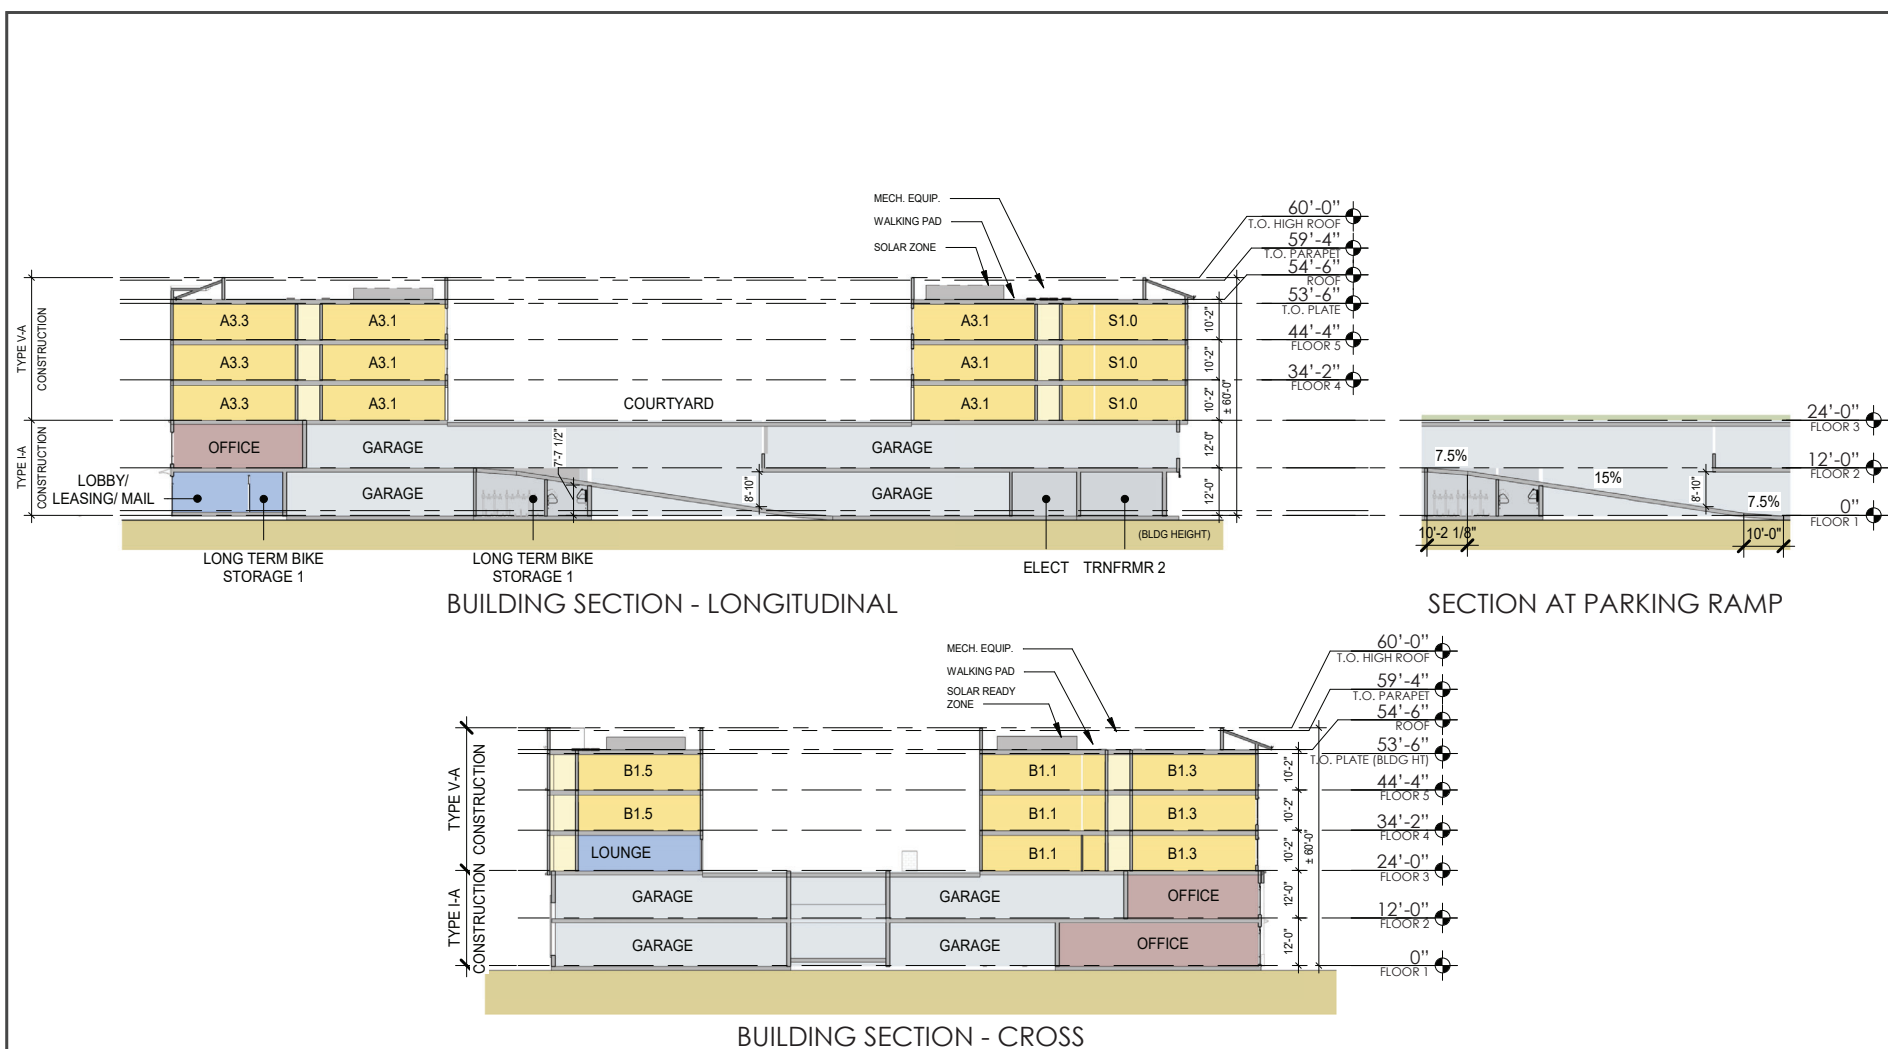 MECH. EQUIP.
WALKING PAD
SOLAR ZONE
60'-0"
T.O. HIGH ROOF
59'-4"
T.O. PARAPET
54'-6"
ROOF
53'-6"
T.O. PLATE
44'-4"
FLOOR 5
34'-2"
FLOOR 4
TYPE V-A
CONSTRUCTION
TYPE I-A
CONSTRUCTION
A3.3
A3.1
A3.1
S1.0
10'-2"
A3.3
A3.1
A3.1
S1.0
10'-2"
A3.3
A3.1
COURTYARD
A3.1
S1.0
10'-2"
± 60'-0"
OFFICE
GARAGE
7'-7 1/2"
GARAGE
12'-0"
LOBBY/
LEASING/ MAIL
GARAGE
8'-10"
GARAGE
12'-0"
(BLDG HEIGHT)
LONG TERM BIKE
STORAGE 1
LONG TERM BIKE
STORAGE 1
ELECT
TRNFRMR 2
BUILDING SECTION - LONGITUDINAL
24'-0"
FLOOR 3
7.5%
12'-0"
FLOOR 2
15%
8'-10"
7.5%
0"
FLOOR 1
10'-2 1/8"
10'-0"
SECTION AT PARKING RAMP
MECH. EQUIP.
WALKING PAD
SOLAR READY
ZONE
60'-0"
T.O. HIGH ROOF
59'-4"
T.O. PARAPET
54'-6"
ROOF
53'-6"
T.O. PLATE (BLDG HT)
44'-4"
FLOOR 5
34'-2"
FLOOR 4
24'-0"
FLOOR 3
12'-0"
FLOOR 2
0"
FLOOR 1
TYPE V-A
CONSTRUCTION
TYPE I-A
CONSTRUCTION
B1.5
B1.1
B1.3
10'-2"
B1.5
B1.1
B1.3
10'-2"
LOUNGE
B1.1
B1.3
10'-2"
± 60'-0"
GARAGE
GARAGE
OFFICE
12'-0"
GARAGE
GARAGE
OFFICE
12'-0"
BUILDING SECTION - CROSS